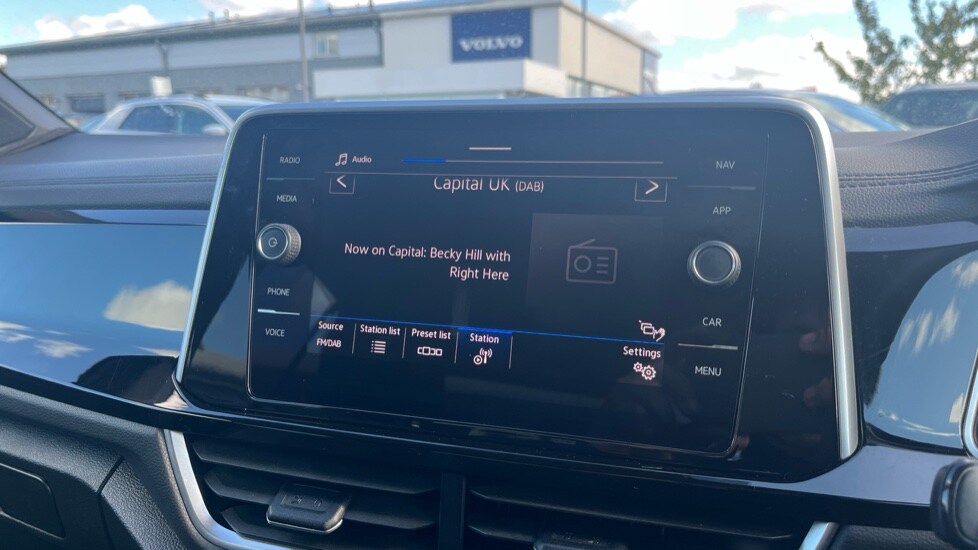 VOLVO
RADIO
MEDIA
PHONE
VOICE
Audio
Capital UK (DAB)
Now on Capital: Becky Hill with
Right Here
Source
FM/DAB
Station list
Preset list
Station
Settings
NAV
APP
CAR
MENU